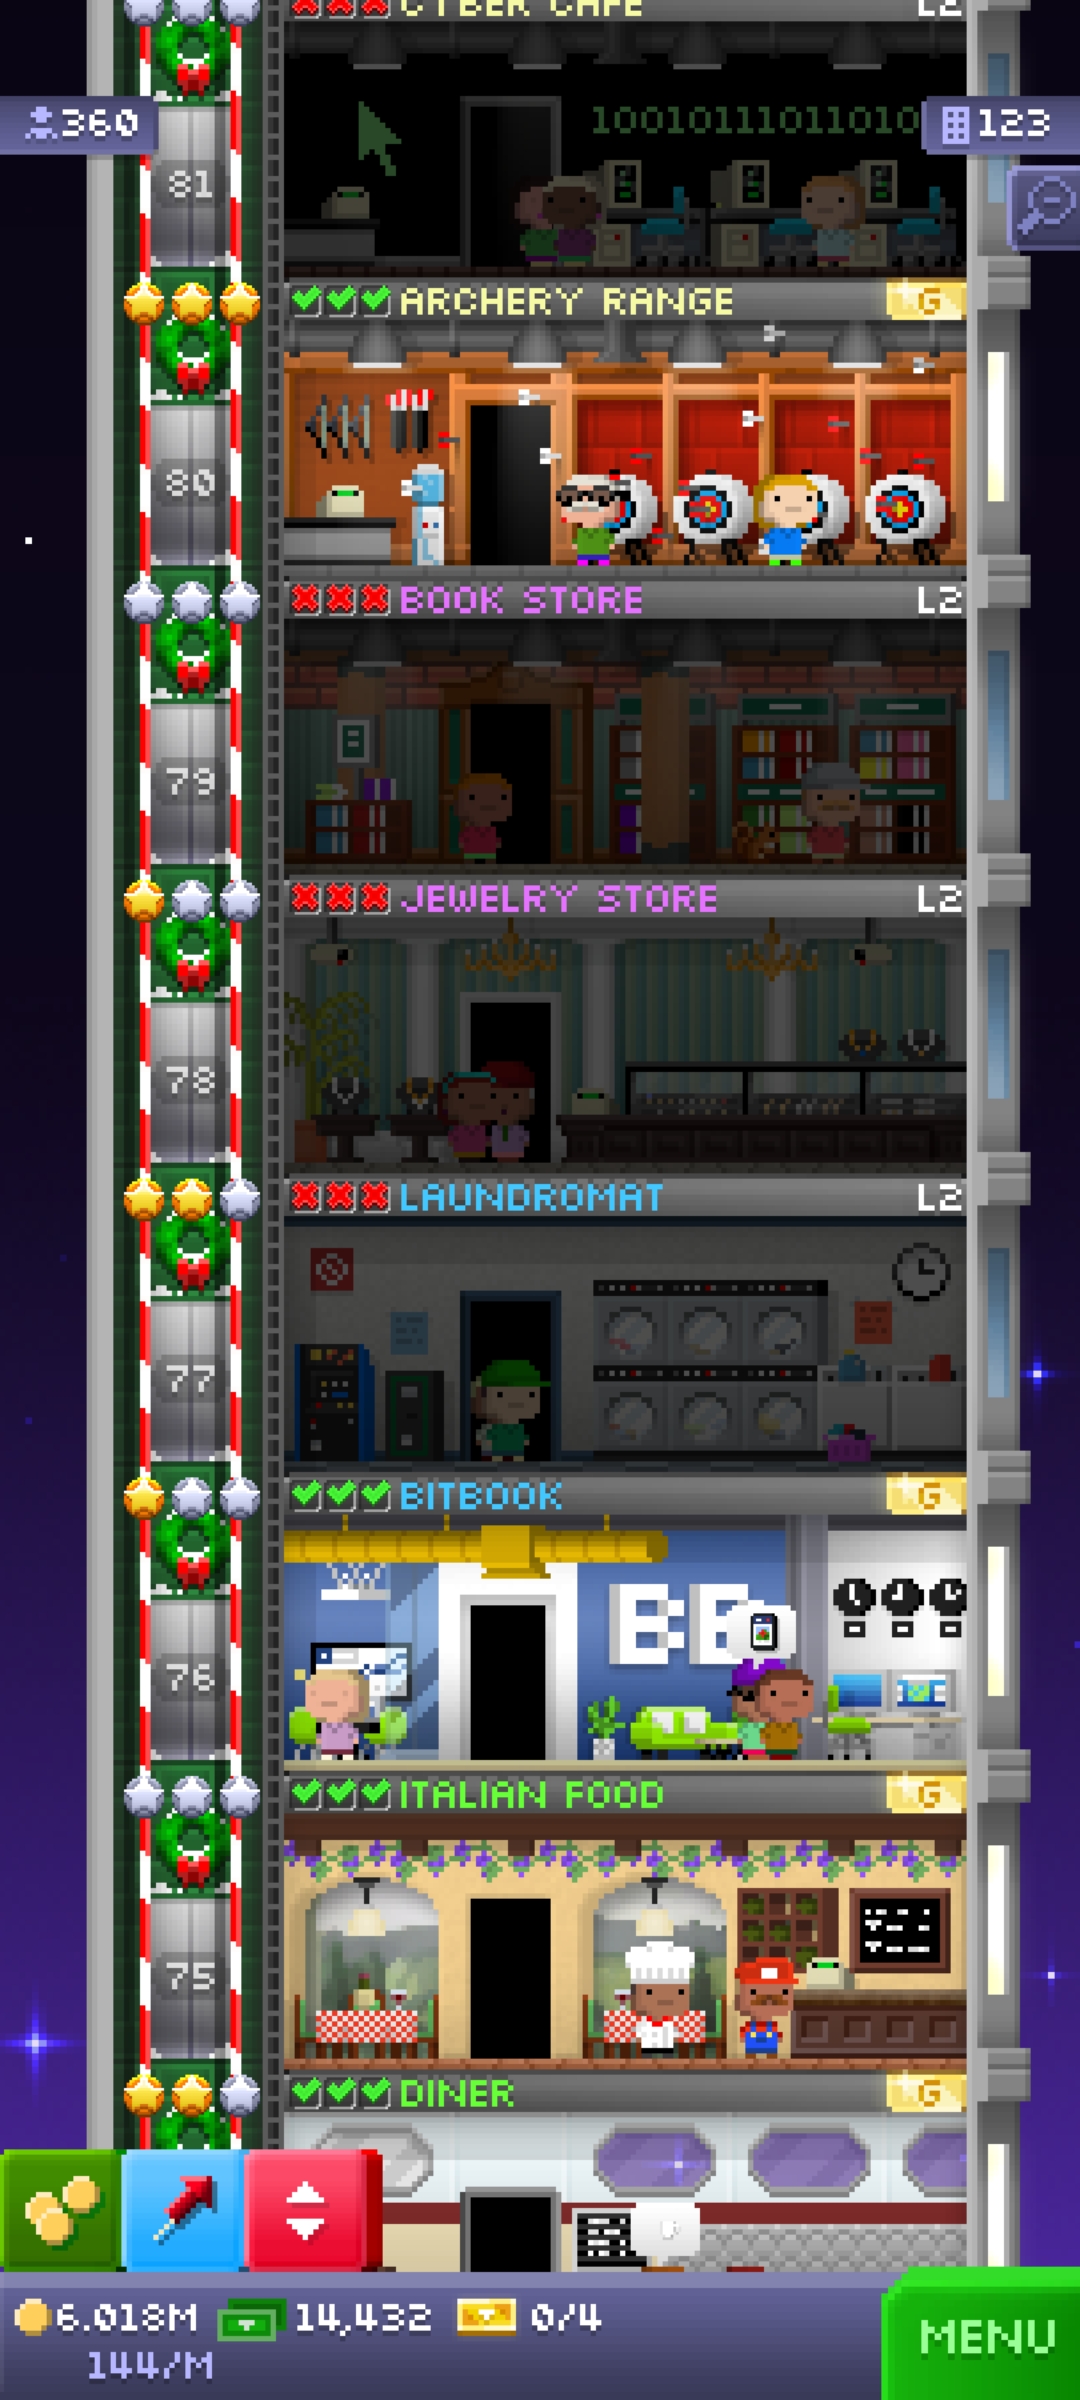 CYBER CAFE L2
360
10010111011010
123
81
ARCHERY RANGE G
80
BOOK STORE L2
79
JEWELRY STORE L2
78
LAUNDROMAT L2
77
BITBOOK G
BB
76
ITALIAN FOOD G
75
DINER G
6.018M 14,432 0/4
144/M
MENU